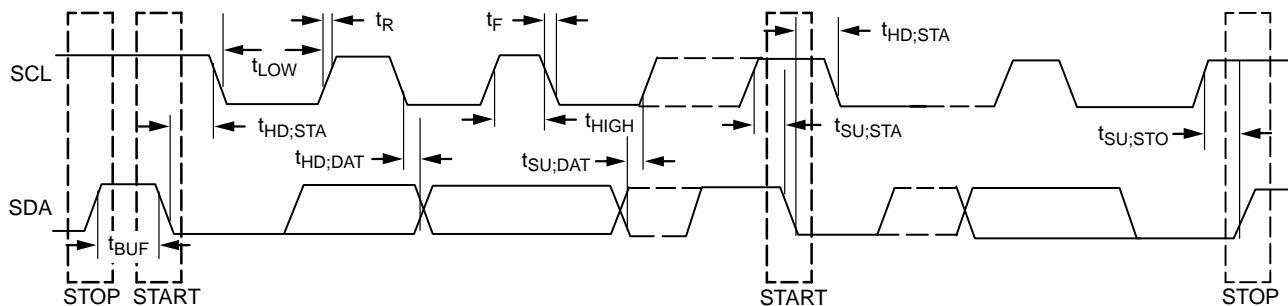 t_R
t_F
t_HD;STA
SCL
t_LOW
t_HD;STA
t_HIGH
t_SU;STA
t_SU;STO
t_HD;DAT
t_SU;DAT
SDA
t_BUF
STOP
START
START
STOP